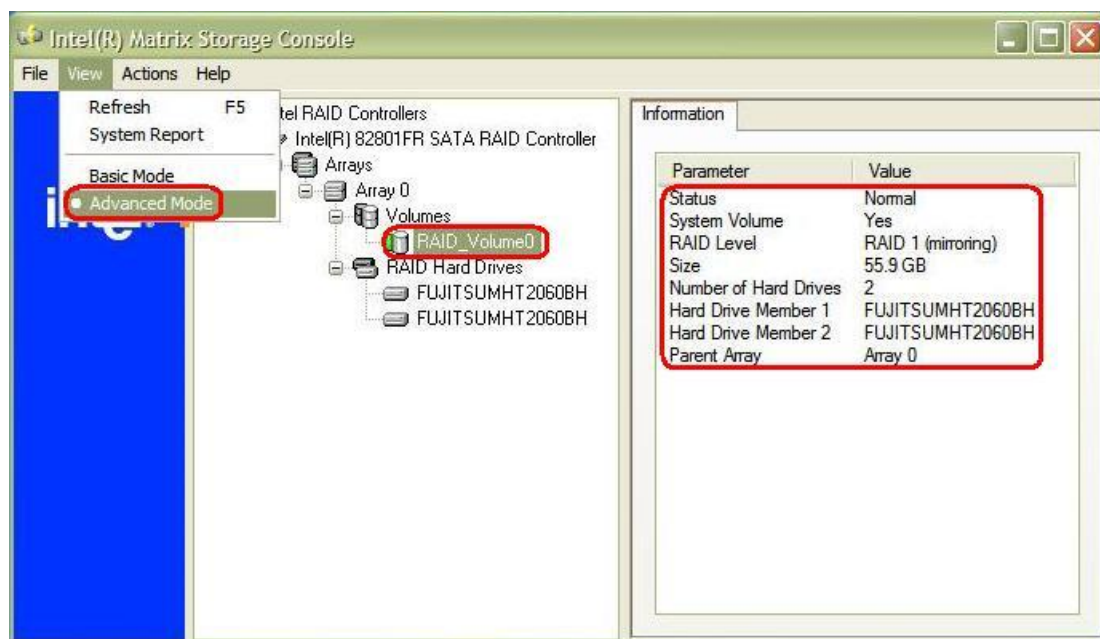 Intel(R) Matrix Storage Console
File View Actions Help
Refresh F5
System Report
Basic Mode
Advanced Mode
tel RAID Controllers
Intel(R) 82801FR SATA RAID Controller
Arrays
Array 0
Volumes
RAID_Volume0
RAID Hard Drives
FUJITSUMHT2060BH
FUJITSUMHT2060BH
Information
Parameter Value
Status Normal
System Volume Yes
RAID Level RAID 1 (mirroring)
Size 55.9 GB
Number of Hard Drives 2
Hard Drive Member 1 FUJITSUMHT2060BH
Hard Drive Member 2 FUJITSUMHT2060BH
Parent Array Array 0